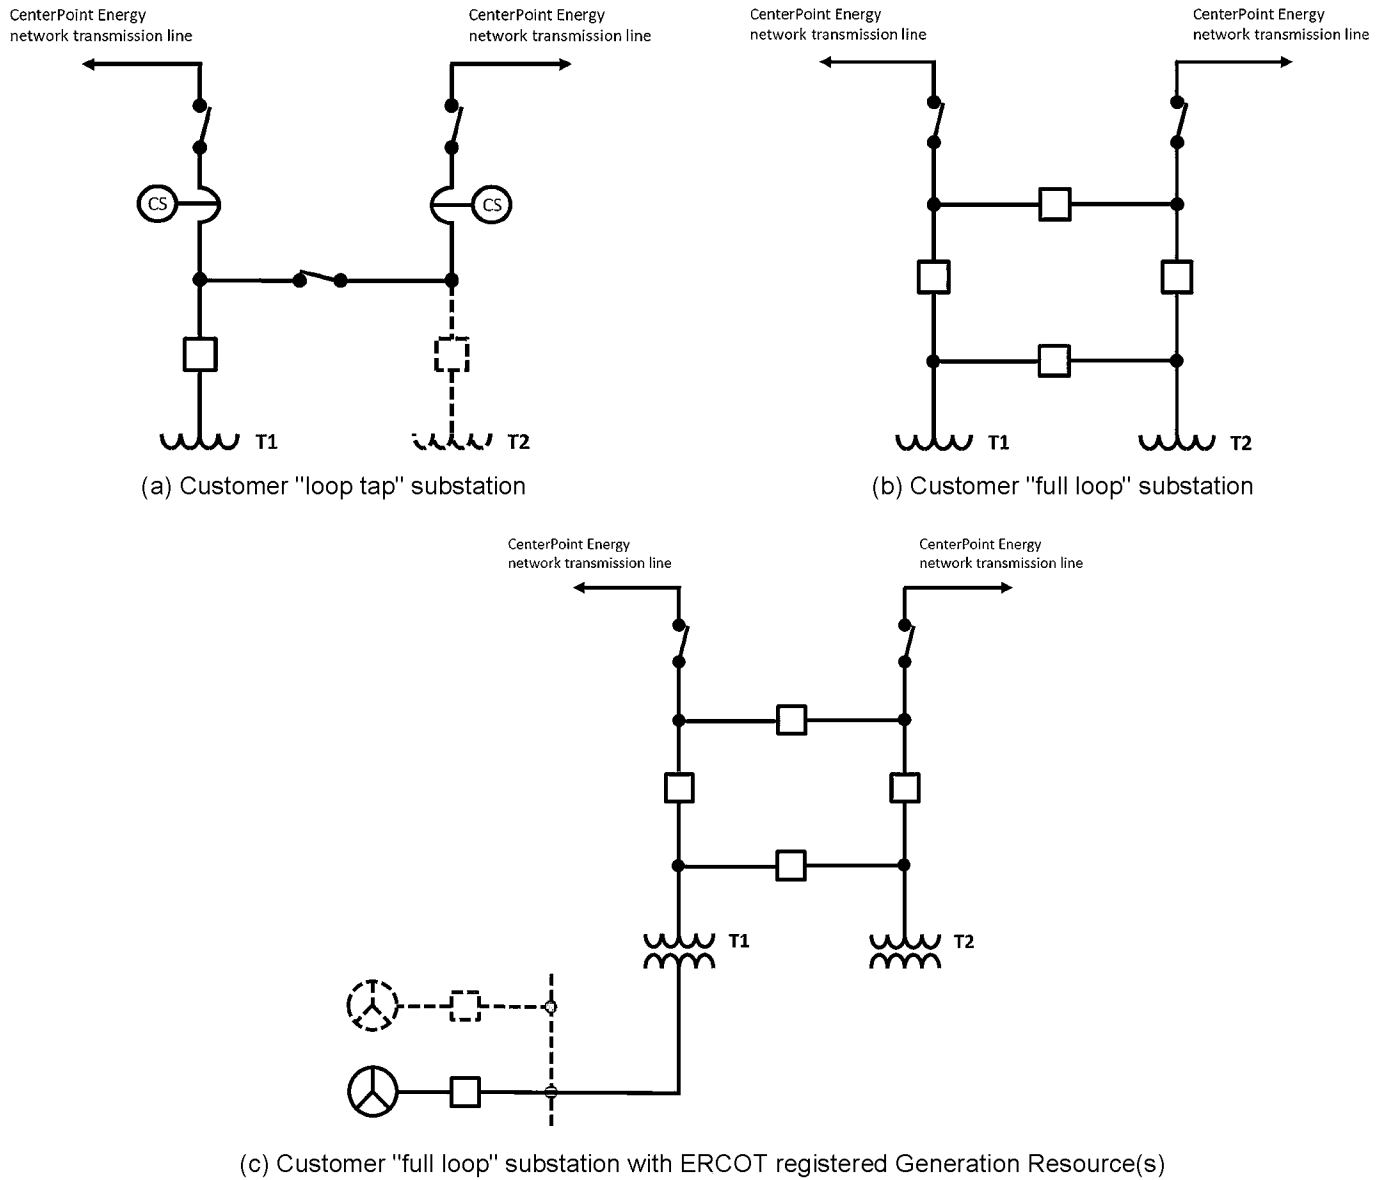 CenterPoint Energy
network transmission line
CenterPoint Energy
network transmission line
CS
CS
T1
T2
(a) Customer "loop tap" substation
CenterPoint Energy
network transmission line
CenterPoint Energy
network transmission line
T1
T2
(b) Customer "full loop" substation
CenterPoint Energy
network transmission line
CenterPoint Energy
network transmission line
T1
T2
(c) Customer "full loop" substation with ERCOT registered Generation Resource(s)